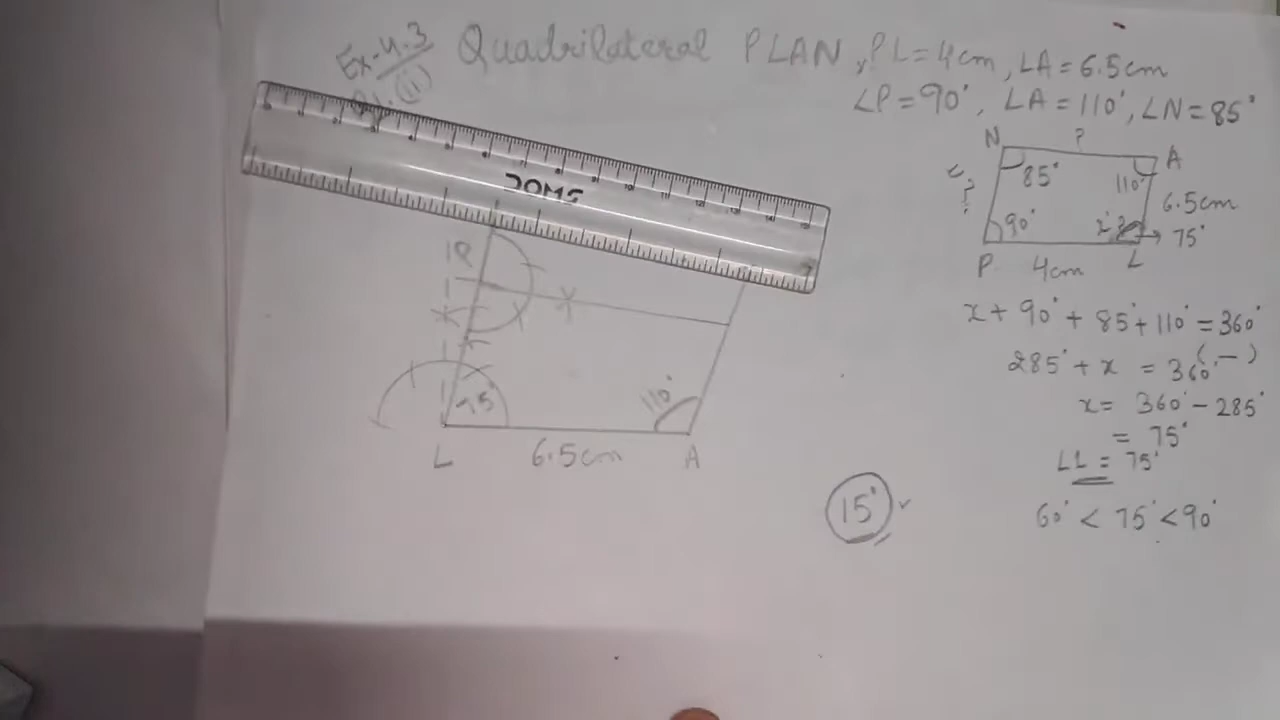 Ex-4.3
Quadrilateral PLAN, PL=4cm, LA=6.5cm
∠P=90°, ∠A=110°, ∠N=85°
N
A
85°
110°
6.5cm
90°
75°
P
4cm
L
DOMS
75°
110°
L
6.5cm
A
x+90°+85+110°=360°
285°+x = 360°
x= 360°-285°
= 75°
∠L = 75°
15°
60° < 75° < 90°